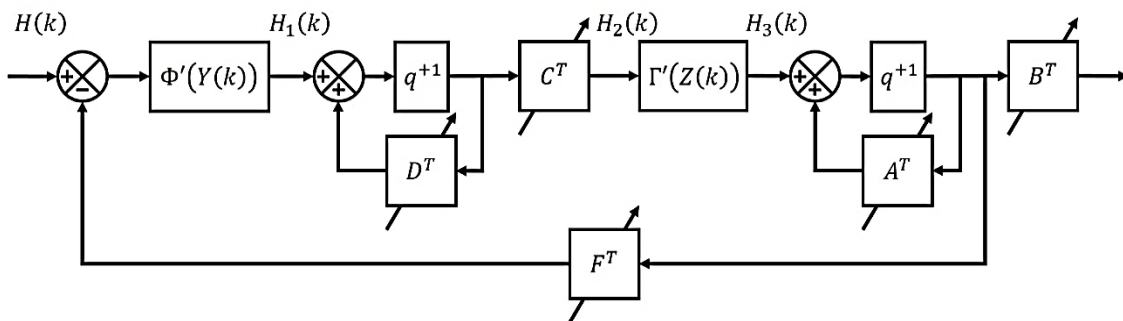 H(k)
H₁(k)
H₂(k)
H₃(k)
+
−
Φ′(Y(k))
+
+
q⁺¹
Cᵀ
Γ′(Z(k))
+
+
q⁺¹
Bᵀ
Dᵀ
Aᵀ
Fᵀ